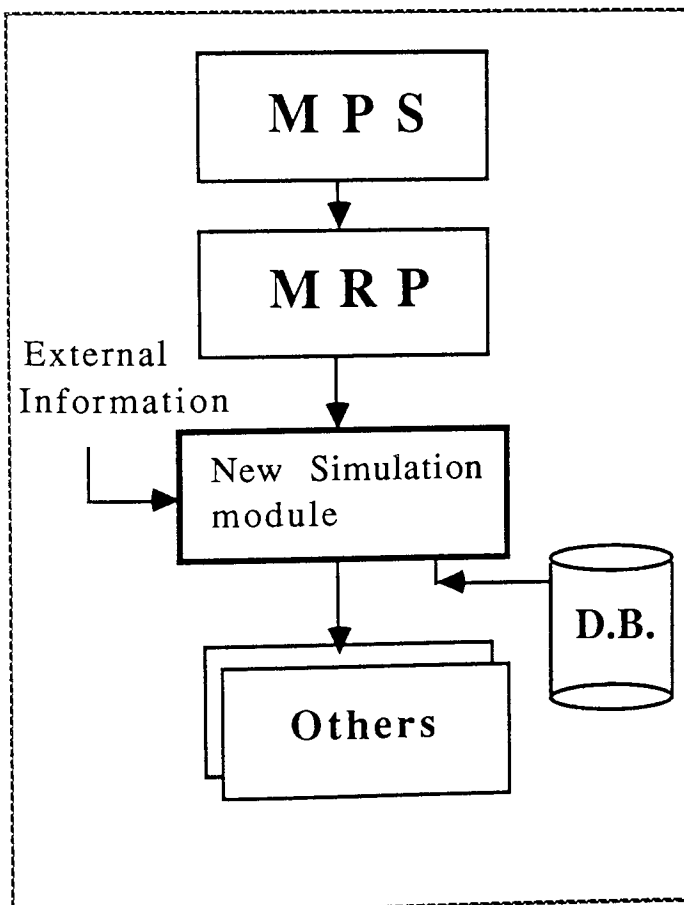 M P S
M R P
External
Information
New Simulation
module
D.B.
Others